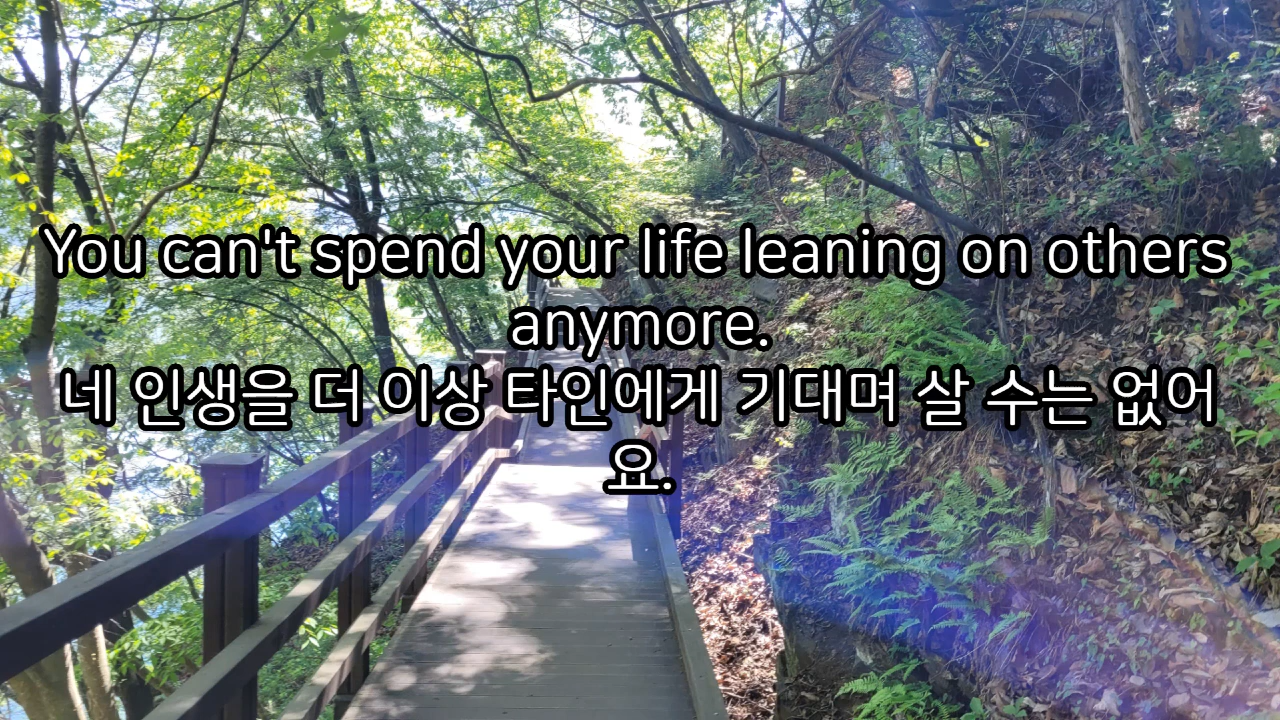 You can't spend your life leaning on others
anymore.
네 인생을 더 이상 타인에게 기대며 살 수는 없어
요.